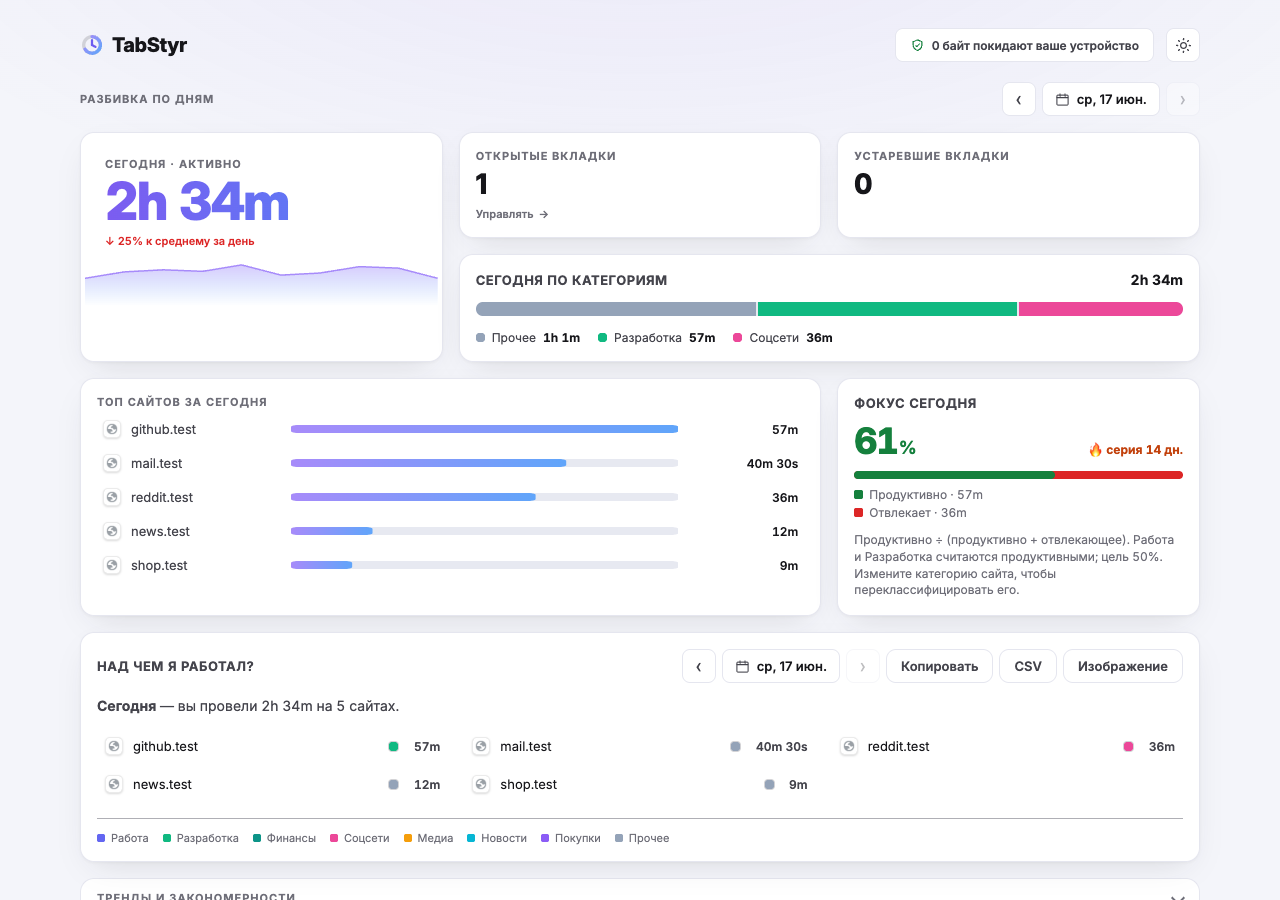 TabStyr
0 байт покидают ваше устройство
РАЗБИВКА ПО ДНЯМ
‹ ср, 17 июн. ›
СЕГОДНЯ · АКТИВНО
2h 34m
↓ 25% к среднему за день
ОТКРЫТЫЕ ВКЛАДКИ
1
Управлять →
УСТАРЕВШИЕ ВКЛАДКИ
0
СЕГОДНЯ ПО КАТЕГОРИЯМ 2h 34m
Прочее 1h 1m Разработка 57m Соцсети 36m
ТОП САЙТОВ ЗА СЕГОДНЯ
github.test 57m
mail.test 40m 30s
reddit.test 36m
news.test 12m
shop.test 9m
ФОКУС СЕГОДНЯ
61% 🔥 серия 14 дн.
Продуктивно · 57m
Отвлекает · 36m
Продуктивно ÷ (продуктивно + отвлекающее). Работа
и Разработка считаются продуктивными; цель 50%.
Измените категорию сайта, чтобы
переклассифицировать его.
НАД ЧЕМ Я РАБОТАЛ? ‹ ср, 17 июн. › Копировать CSV Изображение
Сегодня — вы провели 2h 34m на 5 сайтах.
github.test 57m mail.test 40m 30s reddit.test 36m
news.test 12m shop.test 9m
Работа Разработка Финансы Соцсети Медиа Новости Покупки Прочее
ТРЕНДЫ И ЗАКОНОМЕРНОСТИ